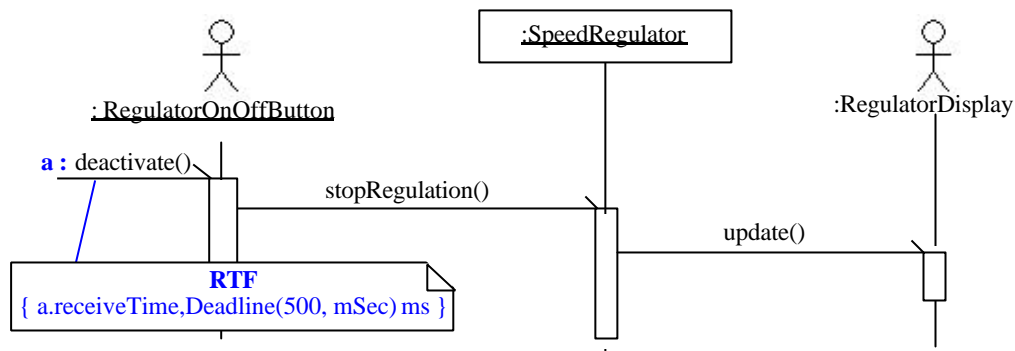 :SpeedRegulator
: RegulatorOnOffButton
:RegulatorDisplay
a : deactivate()
stopRegulation()
update()
RTF
{ a.receiveTime,Deadline(500, mSec) ms }